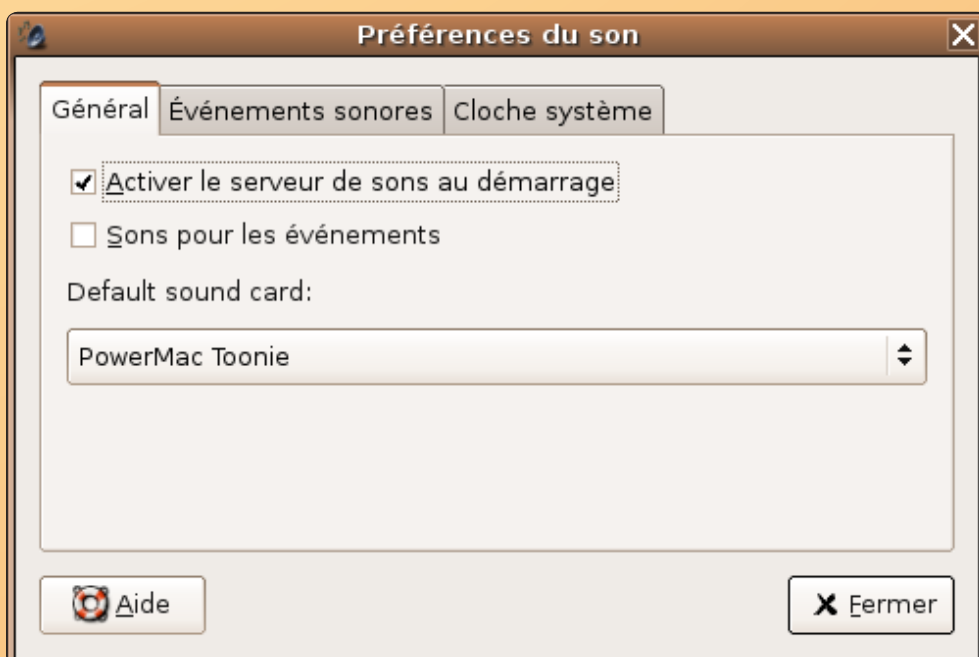 Préférences du son
Général Événements sonores Cloche système
Activer le serveur de sons au démarrage
Sons pour les événements
Default sound card:
PowerMac Toonie
Aide Fermer